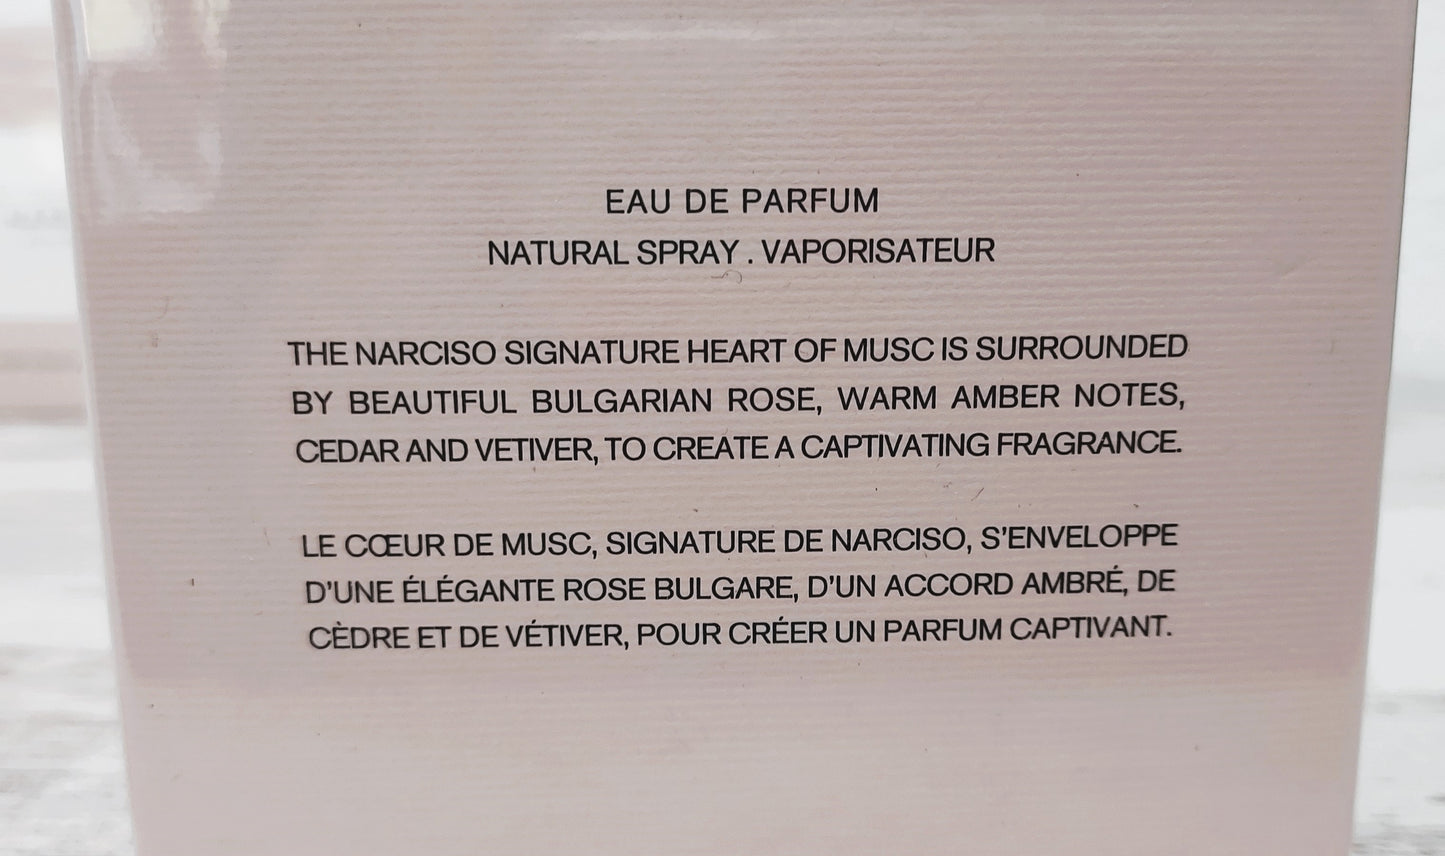 EAU DE PARFUM
NATURAL SPRAY . VAPORISATEUR
THE NARCISO SIGNATURE HEART OF MUSC IS SURROUNDED
BY BEAUTIFUL BULGARIAN ROSE, WARM AMBER NOTES,
CEDAR AND VETIVER, TO CREATE A CAPTIVATING FRAGRANCE.
LE CŒUR DE MUSC, SIGNATURE DE NARCISO, S'ENVELOPPE
D'UNE ÉLÉGANTE ROSE BULGARE, D'UN ACCORD AMBRÉ, DE
CÈDRE ET DE VÉTIVER, POUR CRÉER UN PARFUM CAPTIVANT.